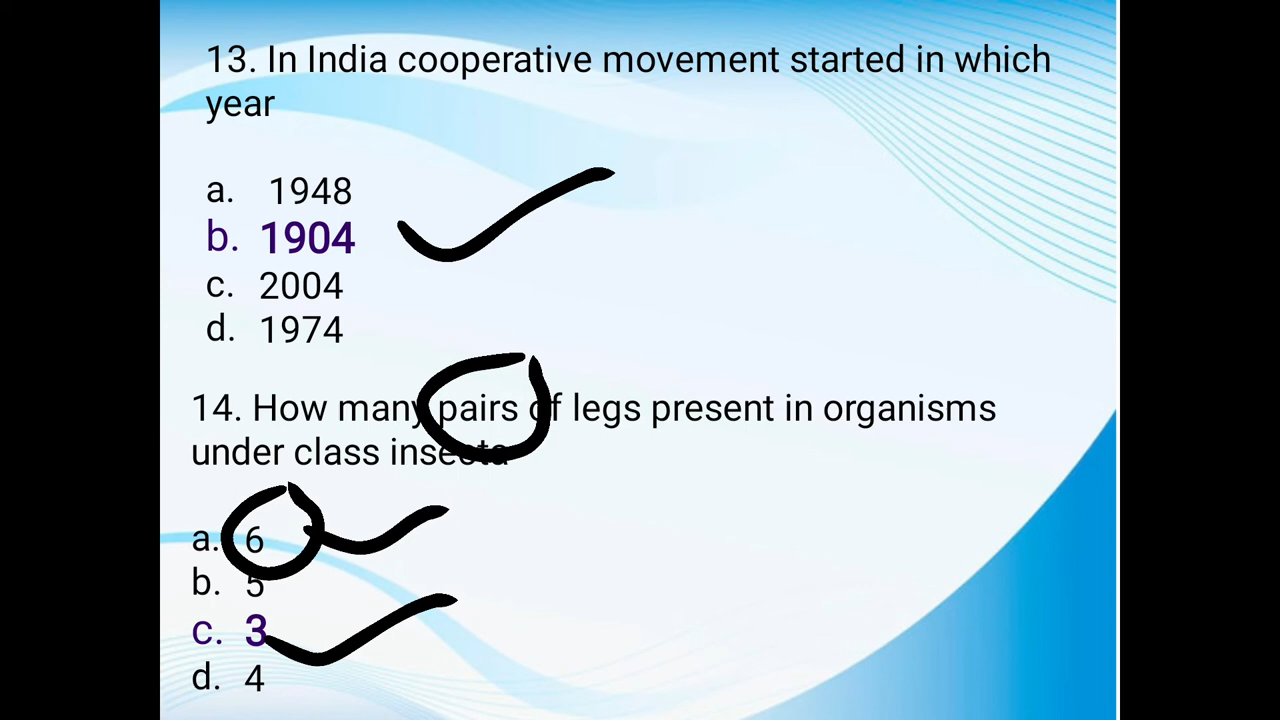 13. In India cooperative movement started in which
year
a. 1948
b. 1904
c. 2004
d. 1974
14. How many pairs of legs present in organisms
under class insecta
a. 6
b. 5
c. 3
d. 4